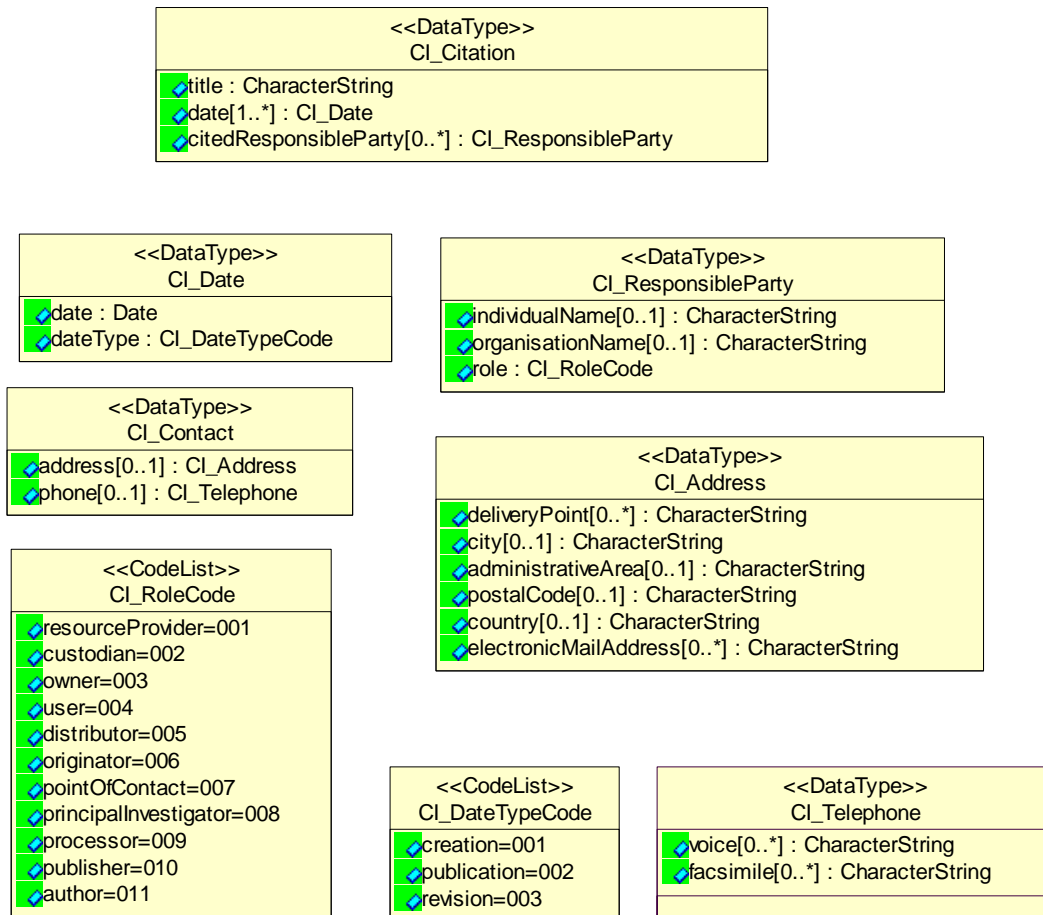 <<DataType>>
CI_Citation
title : CharacterString
date[1..*] : CI_Date
citedResponsibleParty[0..*] : CI_ResponsibleParty
<<DataType>>
CI_Date
date : Date
dateType : CI_DateTypeCode
<<DataType>>
CI_ResponsibleParty
individualName[0..1] : CharacterString
organisationName[0..1] : CharacterString
role : CI_RoleCode
<<DataType>>
CI_Contact
address[0..1] : CI_Address
phone[0..1] : CI_Telephone
<<DataType>>
CI_Address
deliveryPoint[0..*] : CharacterString
city[0..1] : CharacterString
administrativeArea[0..1] : CharacterString
postalCode[0..1] : CharacterString
country[0..1] : CharacterString
electronicMailAddress[0..*] : CharacterString
<<CodeList>>
CI_RoleCode
resourceProvider=001
custodian=002
owner=003
user=004
distributor=005
originator=006
pointOfContact=007
principalInvestigator=008
processor=009
publisher=010
author=011
<<CodeList>>
CI_DateTypeCode
creation=001
publication=002
revision=003
<<DataType>>
CI_Telephone
voice[0..*] : CharacterString
facsimile[0..*] : CharacterString